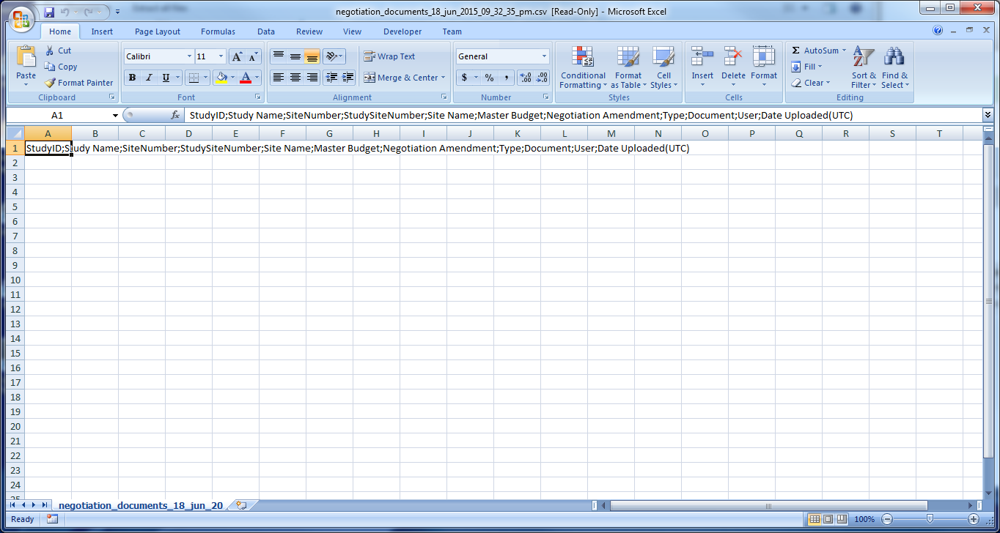 negotiation_documents_18_jun_2015_09_32_35_pm.csv [Read-Only] - Microsoft Excel
Home Insert Page Layout Formulas Data Review View Developer Team
Paste Cut Copy Format Painter
Clipboard
Calibri 11
B I U A
Font
Wrap Text
Merge & Center
Alignment
General
$ % , .00 .0
Number
Conditional Formatting Format as Table Cell Styles
Styles
Insert Delete Format
Cells
Σ AutoSum Fill Clear
Sort & Filter Find & Select
Editing
A1 fx StudyID;Study Name;SiteNumber;StudySiteNumber;Site Name;Master Budget;Negotiation Amendment;Type;Document;User;Date Uploaded(UTC)
A B C D E F G H I J K L M N O P Q R S T
1 StudyID;Study Name;SiteNumber;StudySiteNumber;Site Name;Master Budget;Negotiation Amendment;Type;Document;User;Date Uploaded(UTC)
2
3
4
5
6
7
8
9
10
11
12
13
14
15
16
17
18
19
20
21
22
23
24
25
negotiation_documents_18_jun_20
Ready 100%